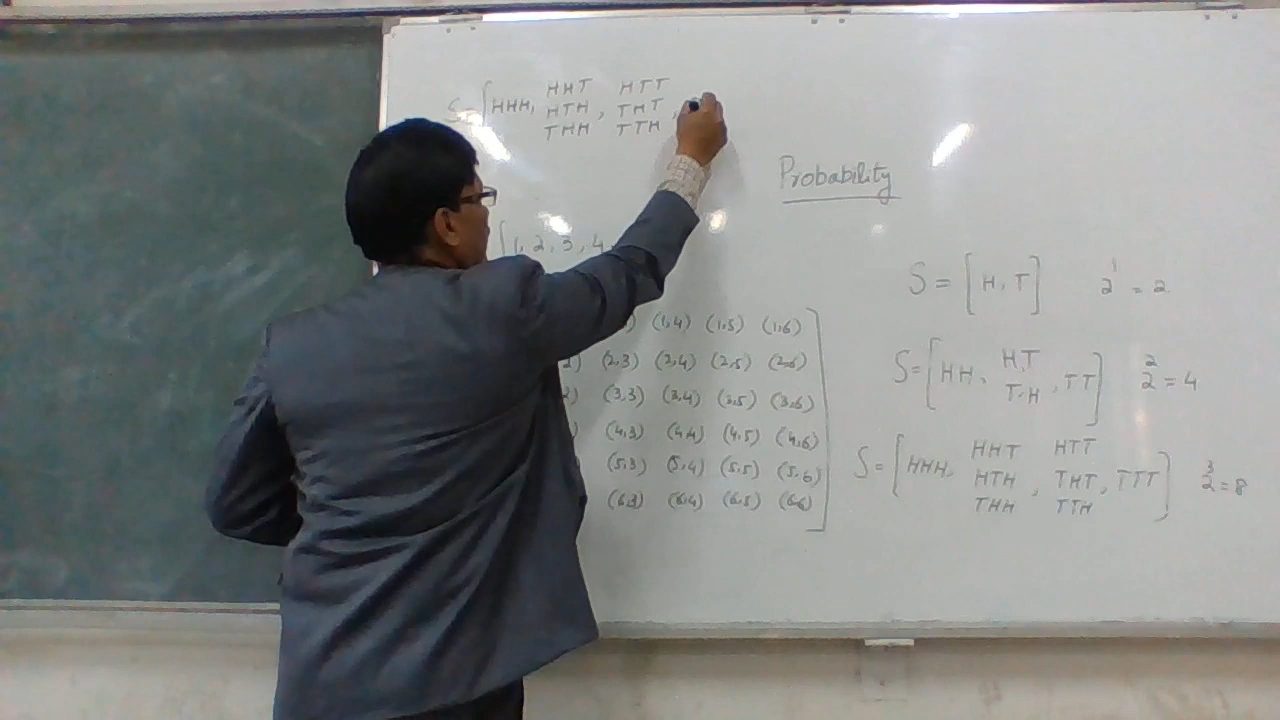 HHT HTT
S = [HHH, HTH , THT ,
THH TTH
Probability
[1, 2, 3, 4
S = [H, T] 2¹ = 2
(1,4) (1,5) (1,6)
(2,3) (2,4) (2,5) (2,6)
(3,3) (3,4) (3,5) (3,6)
(4,3) (4,4) (4,5) (4,6)
(5,3) (5,4) (5,5) (5,6)
(6,3) (6,4) (6,5) (6,6)
H,T
S = [HH, , TT] 2² = 4
T,H
HHT HTT
S = [HHH, HTH , THT , TTT] 2³ = 8
THH TTH